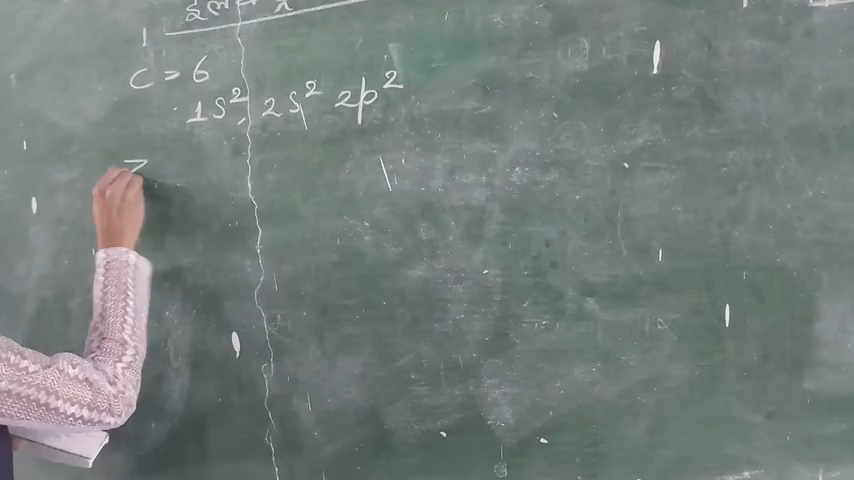 C = 6
1S², 2S² 2p²